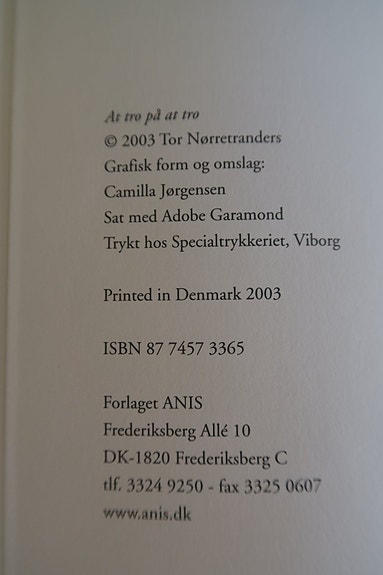 At tro på at tro
© 2003 Tor Nørretranders
Grafisk form og omslag:
Camilla Jørgensen
Sat med Adobe Garamond
Trykt hos Specialtrykkeriet, Viborg
Printed in Denmark 2003
ISBN 87 7457 3365
Forlaget ANIS
Frederiksberg Allé 10
DK-1820 Frederiksberg C
tlf. 3324 9250 - fax 3325 0607
www.anis.dk